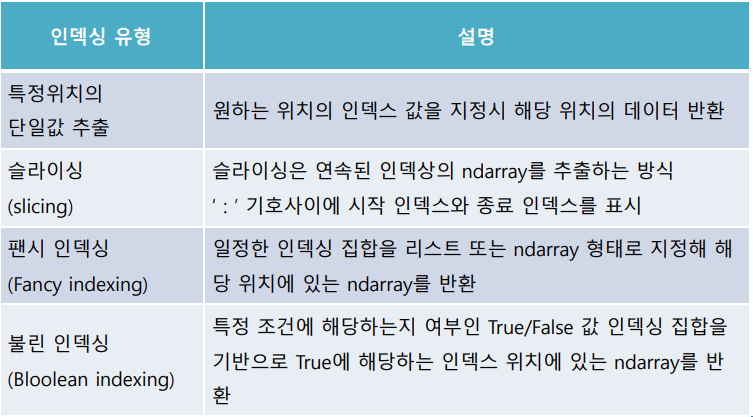 인덱싱 유형
설명
특정위치의
단일값 추출
원하는 위치의 인덱스 값을 지정시 해당 위치의 데이터 반환
슬라이싱
(slicing)
슬라이싱은 연속된 인덱상의 ndarray를 추출하는 방식
‘ : ’ 기호사이에 시작 인덱스와 종료 인덱스를 표시
팬시 인덱싱
(Fancy indexing)
일정한 인덱싱 집합을 리스트 또는 ndarray 형태로 지정해 해
당 위치에 있는 ndarray를 반환
불린 인덱싱
(Bloolean indexing)
특정 조건에 해당하는지 여부인 True/False 값 인덱싱 집합을
기반으로 True에 해당하는 인덱스 위치에 있는 ndarray를 반
환